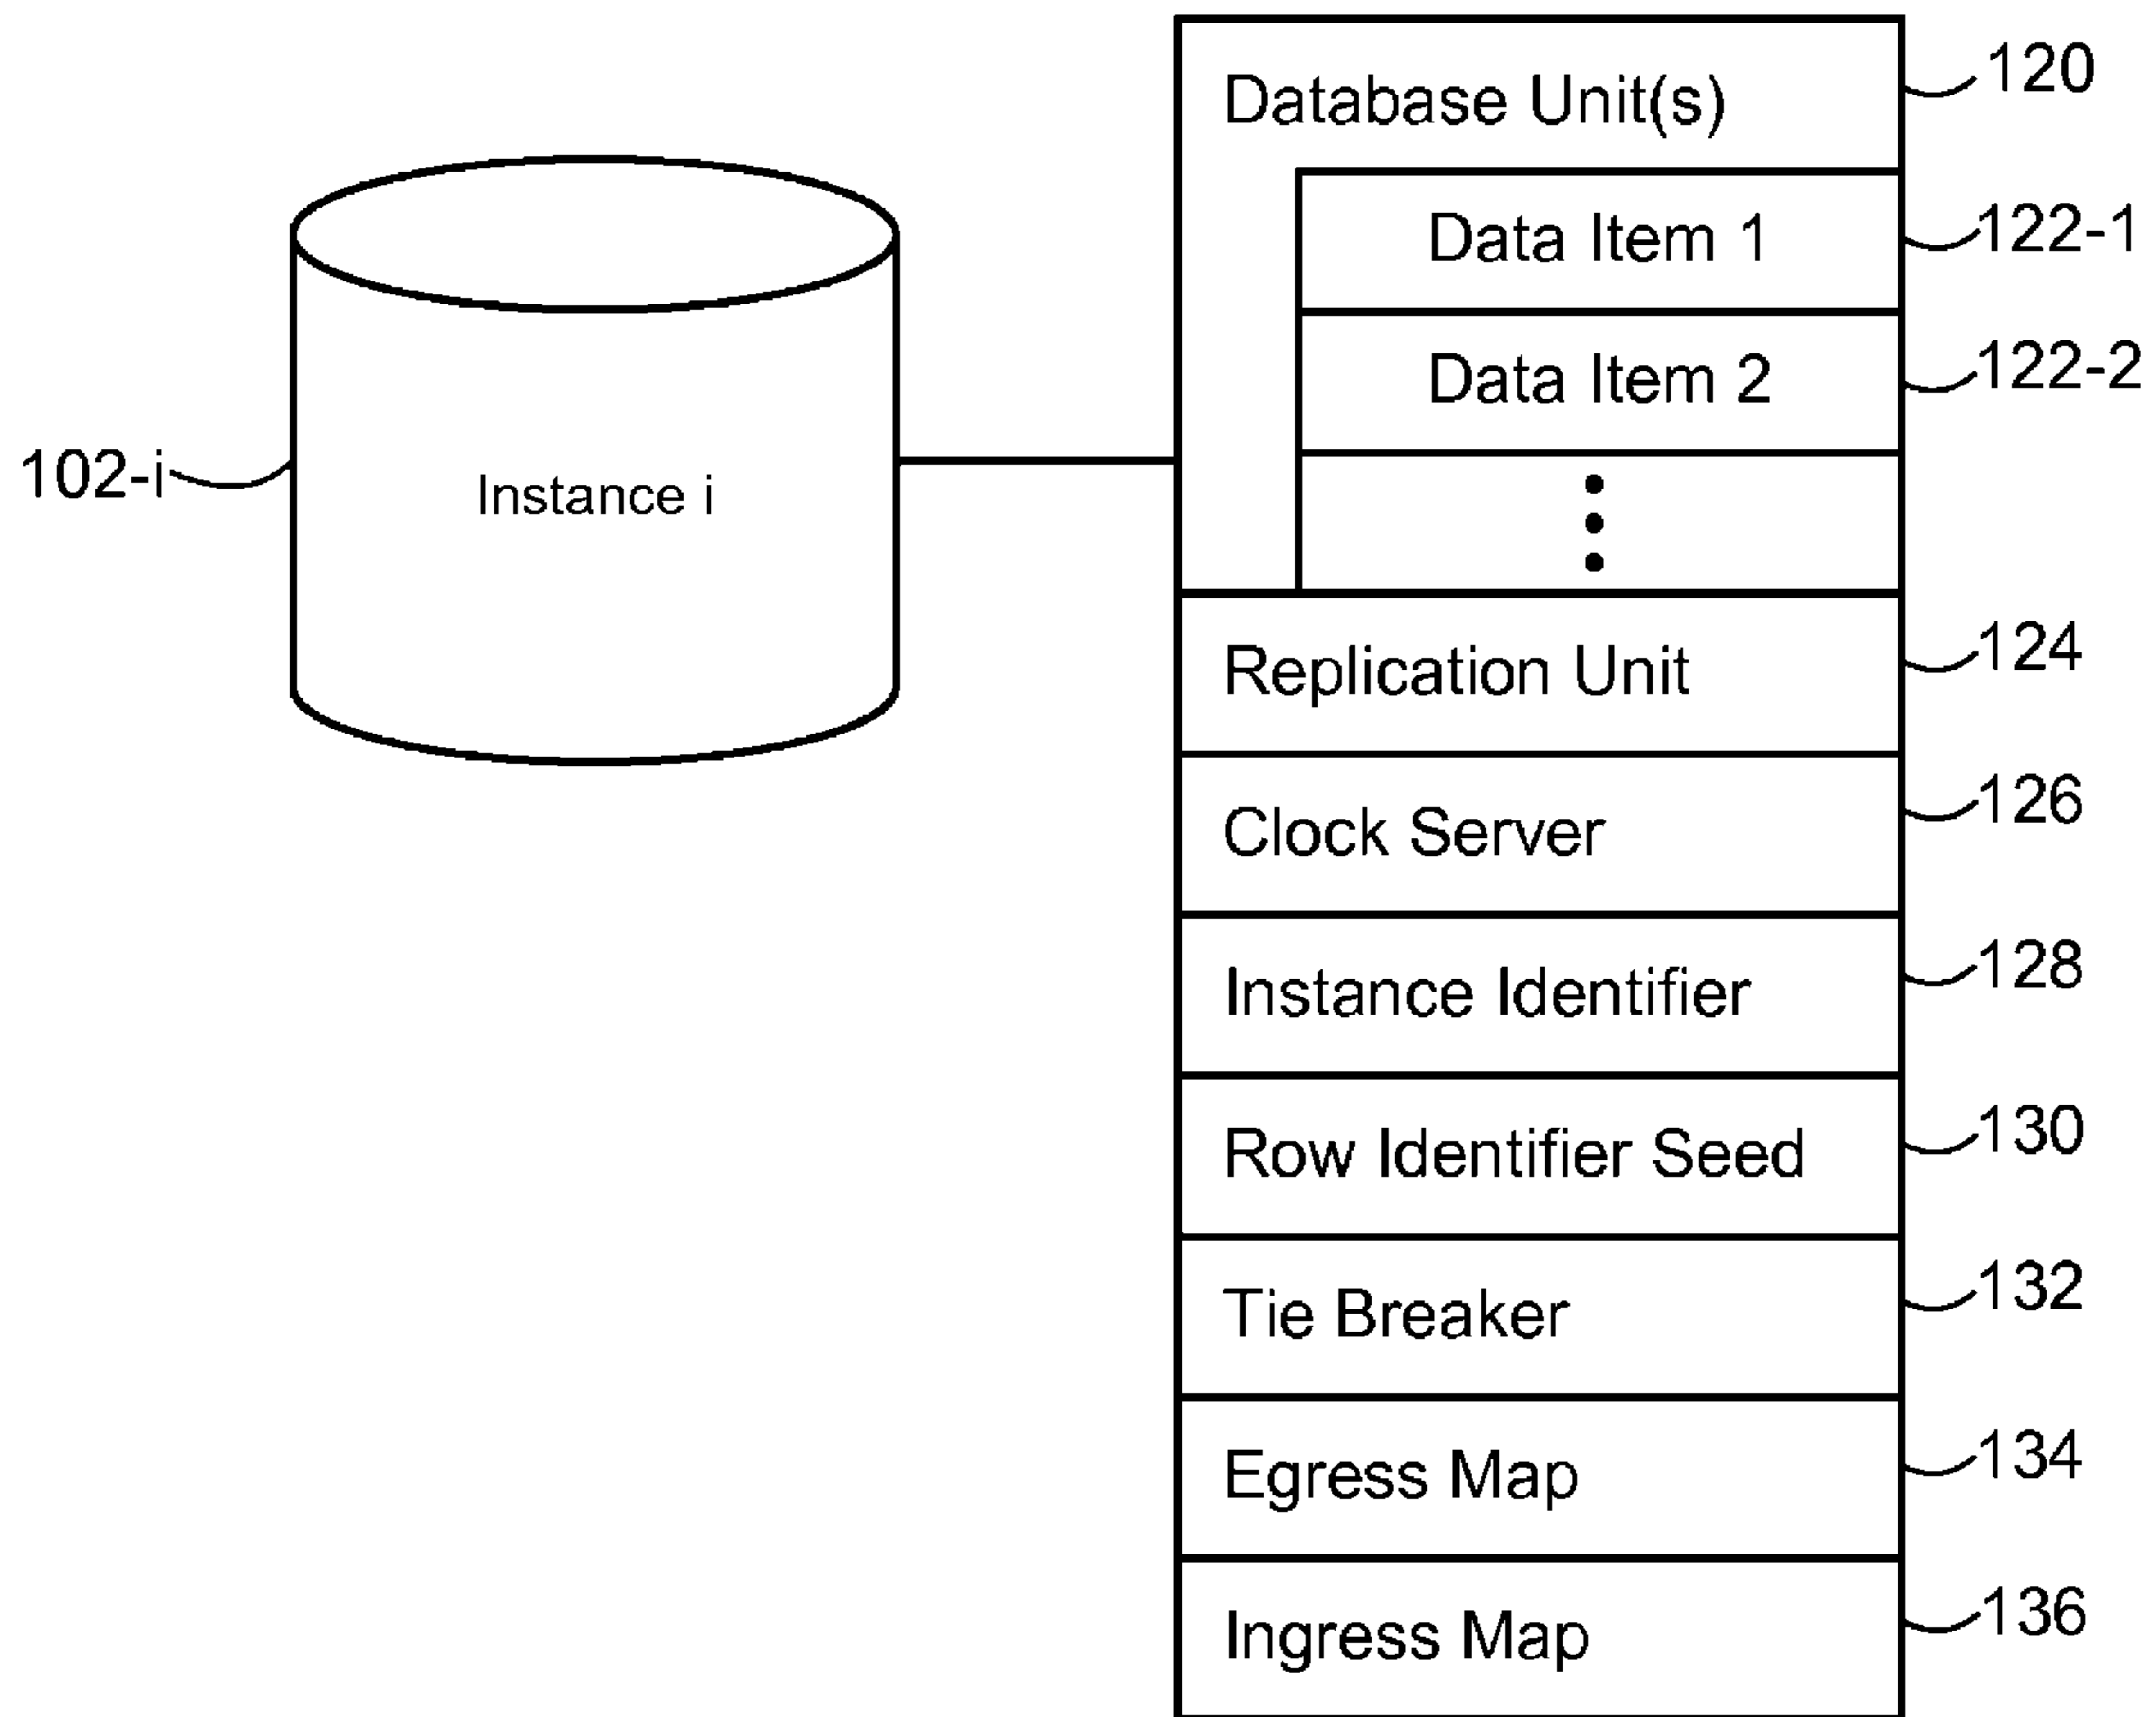 Database Unit(s) 120
Data Item 1 122-1
Data Item 2 122-2
102-i Instance i
Replication Unit 124
Clock Server 126
Instance Identifier 128
Row Identifier Seed 130
Tie Breaker 132
Egress Map 134
Ingress Map 136